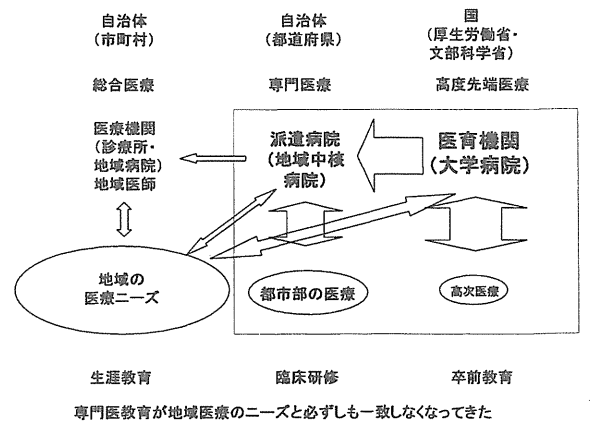 自治体
(市町村)
自治体
(都道府県)
国
(厚生労働省・
文部科学省)
総合医療
専門医療
高度先端医療
医療機関
(診療所・
地域病院)
地域医師
派遣病院
(地域中核
病院)
医育機関
(大学病院)
地域の
医療ニーズ
都市部の医療
高次医療
生涯教育
臨床研修
卒前教育
専門医教育が地域医療のニーズと必ずしも一致しなくなってきた